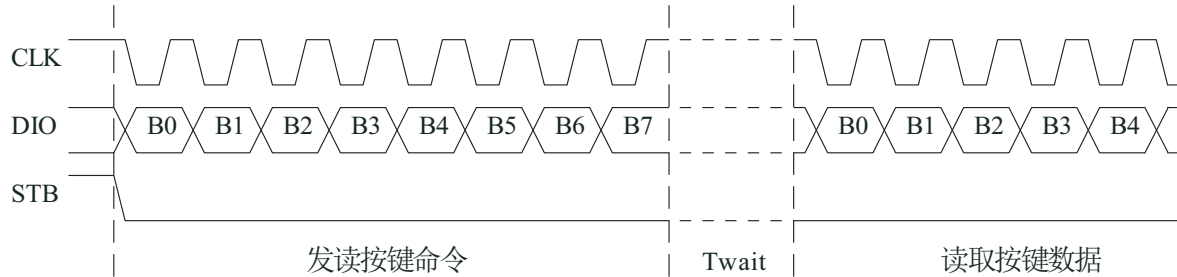 CLK
DIO B0 B1 B2 B3 B4 B5 B6 B7 B0 B1 B2 B3 B4
STB
发读按键命令 Twait 读取按键数据